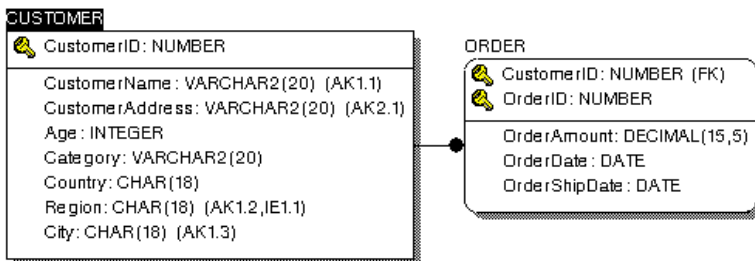 CUSTOMER
CustomerID: NUMBER
CustomerName: VARCHAR2(20) (AK1.1)
CustomerAddress: VARCHAR2(20) (AK2.1)
Age: INTEGER
Category: VARCHAR2(20)
Country: CHAR(18)
Region: CHAR(18) (AK1.2,IE1.1)
City: CHAR(18) (AK1.3)
ORDER
CustomerID: NUMBER (FK)
OrderID: NUMBER
OrderAmount: DECIMAL(15,5)
OrderDate: DATE
OrderShipDate: DATE